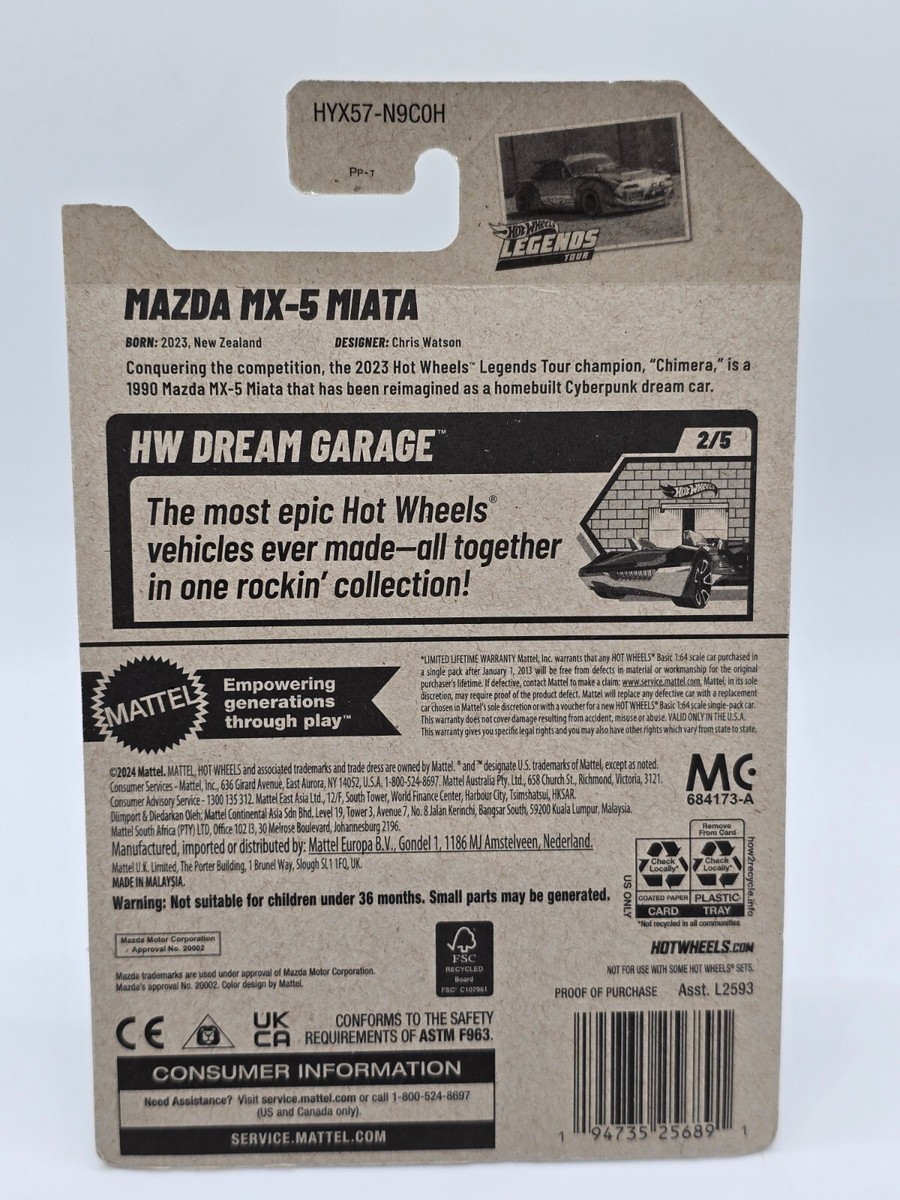 HYX57-N9C0H
PP-T
HOT WHEELS
LEGENDS
TOUR
MAZDA MX-5 MIATA
BORN: 2023, New Zealand DESIGNER: Chris Watson
Conquering the competition, the 2023 Hot Wheels™ Legends Tour champion, “Chimera,” is a
1990 Mazda MX-5 Miata that has been reimagined as a homebuilt Cyberpunk dream car.
HW DREAM GARAGE™
2/5
The most epic Hot Wheels®
vehicles ever made—all together
in one rockin’ collection!
Hot Wheels
MATTEL
Empowering
generations
through play™
*LIMITED LIFETIME WARRANTY Mattel, Inc. warrants that any HOT WHEELS® Basic 1:64 scale car purchased in
a single pack after January 1, 2013 will be free from defects in material or workmanship for the original
purchaser's lifetime. If defective, contact Mattel to make a claim: www.service.mattel.com. Mattel, in its sole
discretion, may require proof of the product defect. Mattel will replace any defective car with a replacement
car chosen in Mattel's sole discretion or with a voucher for a new HOT WHEELS® Basic 1:64 scale single-pack car.
This warranty does not cover damage resulting from accident, misuse or abuse. VALID ONLY IN THE U.S.A.
This warranty gives you specific legal rights and you may also have other rights which vary from state to state.
©2024 Mattel. MATTEL, HOT WHEELS and associated trademarks and trade dress are owned by Mattel. ® and ™ designate U.S. trademarks of Mattel, except as noted.
Consumer Services - Mattel, Inc., 636 Girard Avenue, East Aurora, NY 14052, U.S.A. 1-800-524-8697. Mattel Australia Pty. Ltd., 658 Church St., Richmond, Victoria, 3121.
Consumer Advisory Service - 1300 135 312. Mattel East Asia Ltd., 12/F, South Tower, World Finance Center, Harbour City, Tsimshatsui, HKSAR.
Diimport & Diedarkan Oleh: Mattel Continental Asia Sdn Bhd. Level 19, Tower 3, Avenue 7, No. 8 Jalan Kerinchi, Bangsar South, 59200 Kuala Lumpur, Malaysia.
Mattel South Africa (PTY) LTD, Office 102 I3, 30 Melrose Boulevard, Johannesburg 2196.
Manufactured, imported or distributed by: Mattel Europa B.V., Gondel 1, 1186 MJ Amstelveen, Nederland.
Mattel U.K. Limited, The Porter Building, 1 Brunel Way, Slough SL1 1FQ, UK.
MADE IN MALAYSIA.
Warning: Not suitable for children under 36 months. Small parts may be generated.
MC
684173-A
Remove
From Card
Check
Locally*
Check
Locally*
COATED PAPER PLASTIC
CARD TRAY
US ONLY
how2recycle.info
*Not recycled in all communities
Mazda Motor Corporation
Approval No. 20002
Mazda trademarks are used under approval of Mazda Motor Corporation.
Mazda's approval No. 20002. Color design by Mattel.
FSC
RECYCLED
Board
FSC® C107961
HOTWHEELS.COM
NOT FOR USE WITH SOME HOT WHEELS® SETS.
PROOF OF PURCHASE Asst. L2593
CE
UK
CA
CONFORMS TO THE SAFETY
REQUIREMENTS OF ASTM F963.
CONSUMER INFORMATION
Need Assistance? Visit service.mattel.com or call 1-800-524-8697
(US and Canada only).
SERVICE.MATTEL.COM
1 94735 25689 1